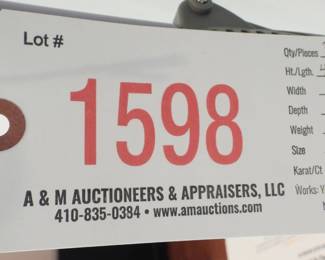 Lot #
1598
A & M AUCTIONEERS & APPRAISERS, LLC
410-835-0384 • www.amauctions.com
Qty/Pieces
Ht./Lgth.
Width
Depth
Weight
Size
Karat/Ct
Works: Y